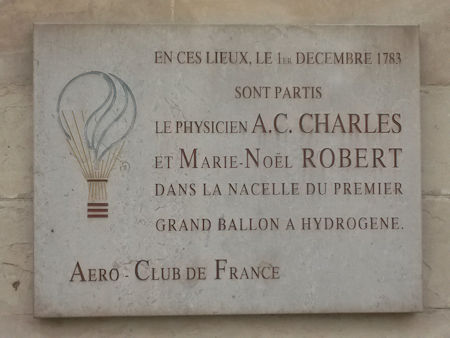 EN CES LIEUX, LE 1ER DECEMBRE 1783
SONT PARTIS
LE PHYSICIEN A.C. CHARLES
ET MARIE-NOËL ROBERT
DANS LA NACELLE DU PREMIER
GRAND BALLON A HYDROGENE.
AERO - CLUB DE FRANCE